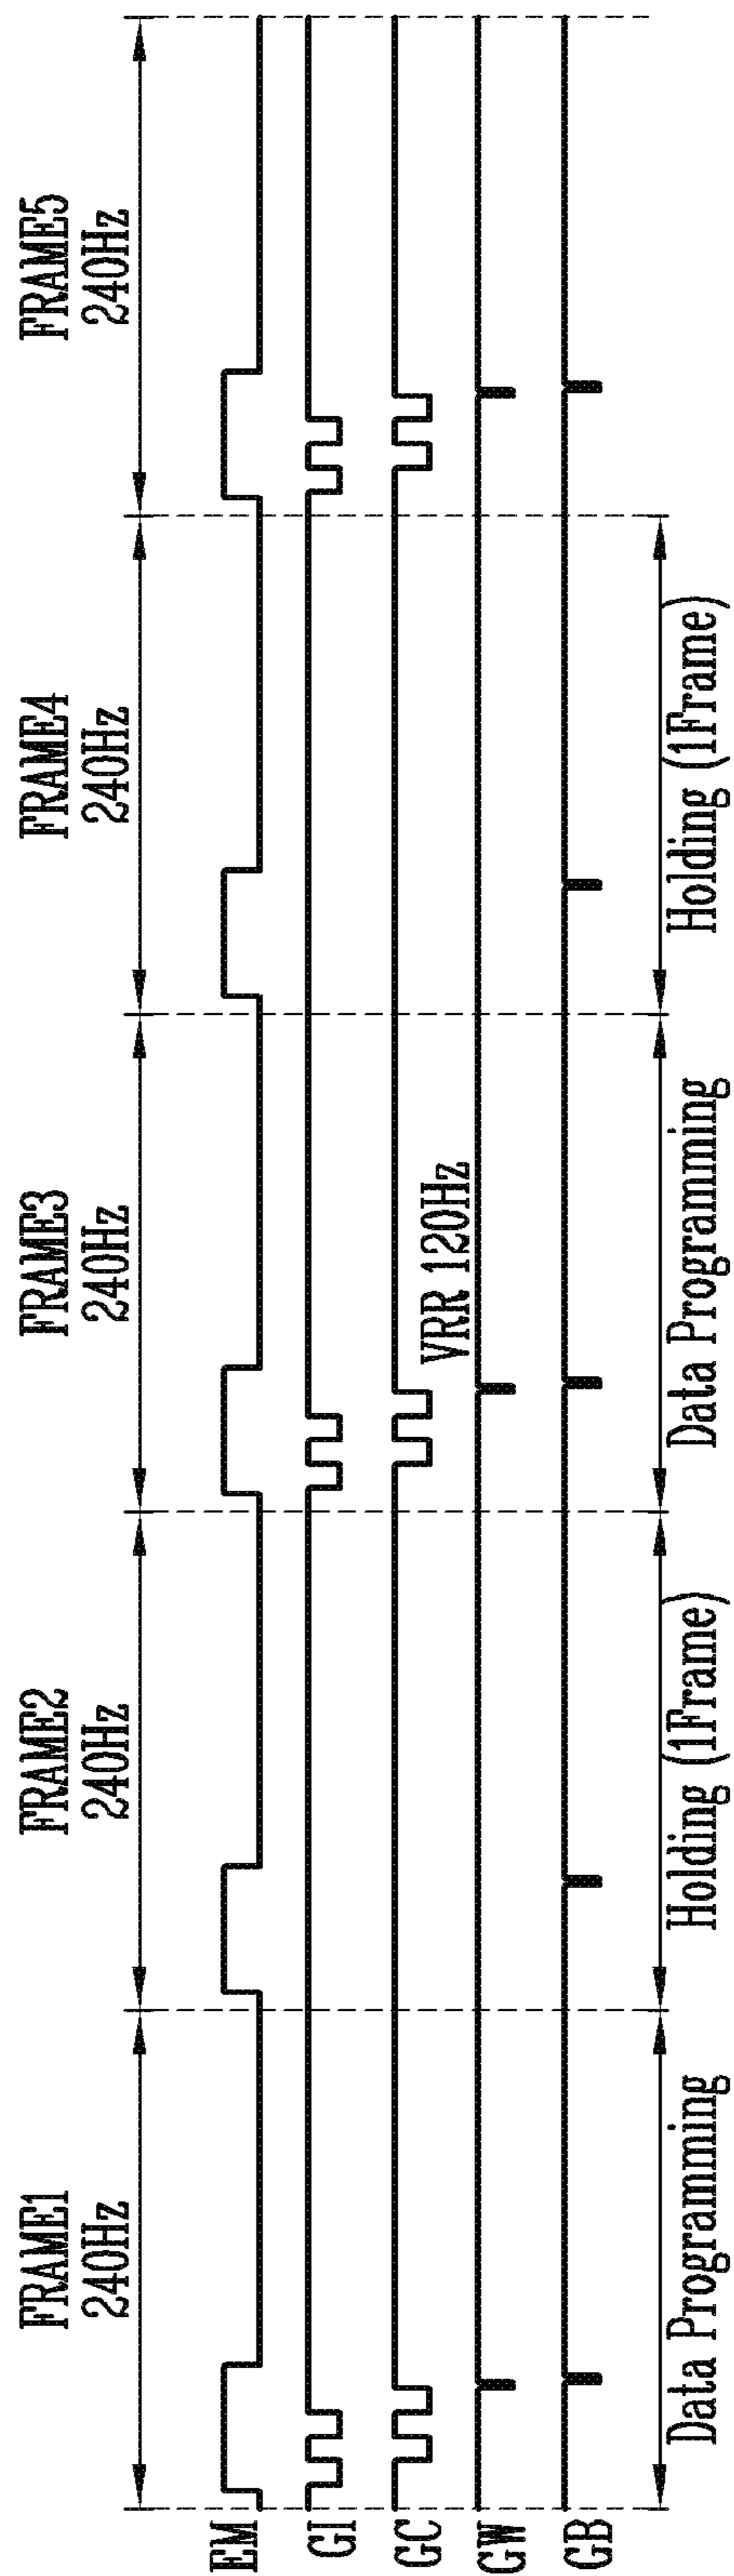 FRAME1
240Hz
FRAME2
240Hz
FRAME3
240Hz
FRAME4
240Hz
FRAME5
240Hz
EM
GI
GC
VRR 120Hz
GW
GB
Data Programming
Holding (1Frame)
Data Programming
Holding (1Frame)